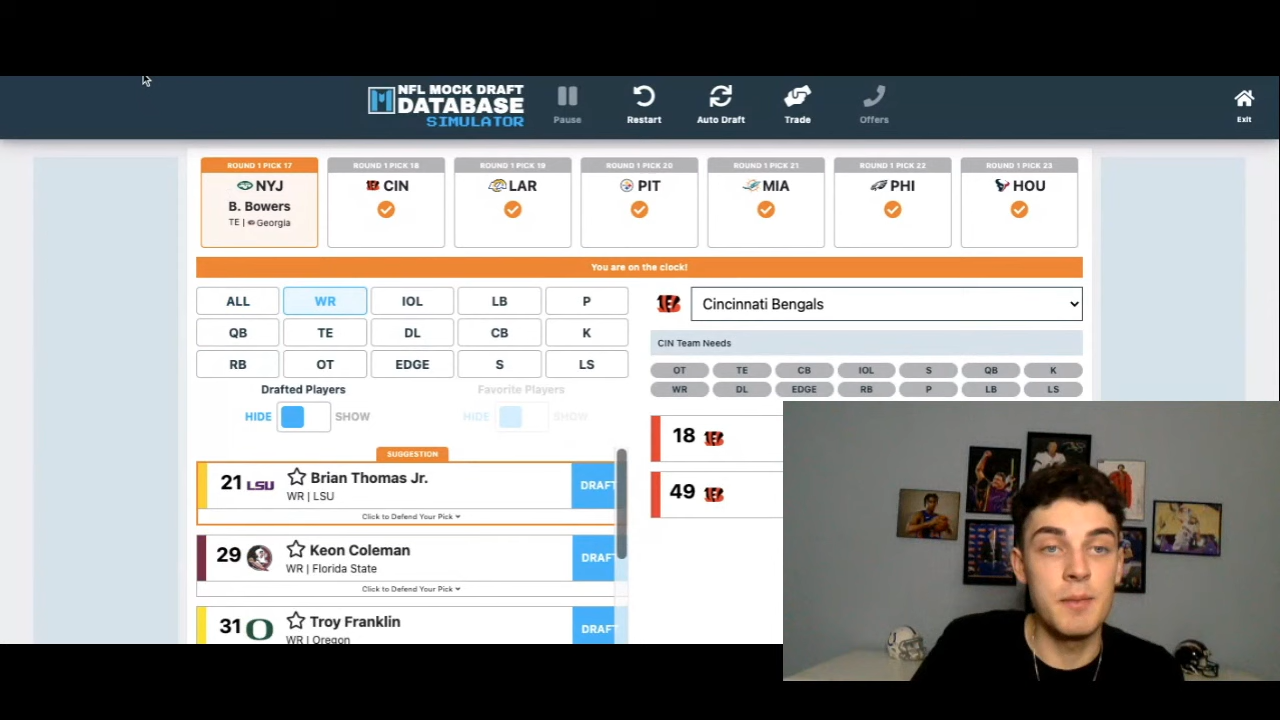 NFL MOCK DRAFT
DATABASE
SIMULATOR
Pause
Restart
Auto Draft
Trade
Offers
Exit
ROUND 1 PICK 17
NYJ
B. Bowers
TE | Georgia
ROUND 1 PICK 18
CIN
ROUND 1 PICK 19
LAR
ROUND 1 PICK 20
PIT
ROUND 1 PICK 21
MIA
ROUND 1 PICK 22
PHI
ROUND 1 PICK 23
HOU
You are on the clock!
ALL WR IOL LB P
QB TE DL CB K
RB OT EDGE S LS
Drafted Players
HIDE SHOW
Favorite Players
HIDE SHOW
SUGGESTION
21 LSU Brian Thomas Jr. DRAFT
WR | LSU
Click to Defend Your Pick
29 Keon Coleman DRAFT
WR | Florida State
Click to Defend Your Pick
31 Troy Franklin DRAFT
WR | Oregon
Cincinnati Bengals
CIN Team Needs
OT TE CB IOL S QB K
WR DL EDGE RB P LB LS
18
49